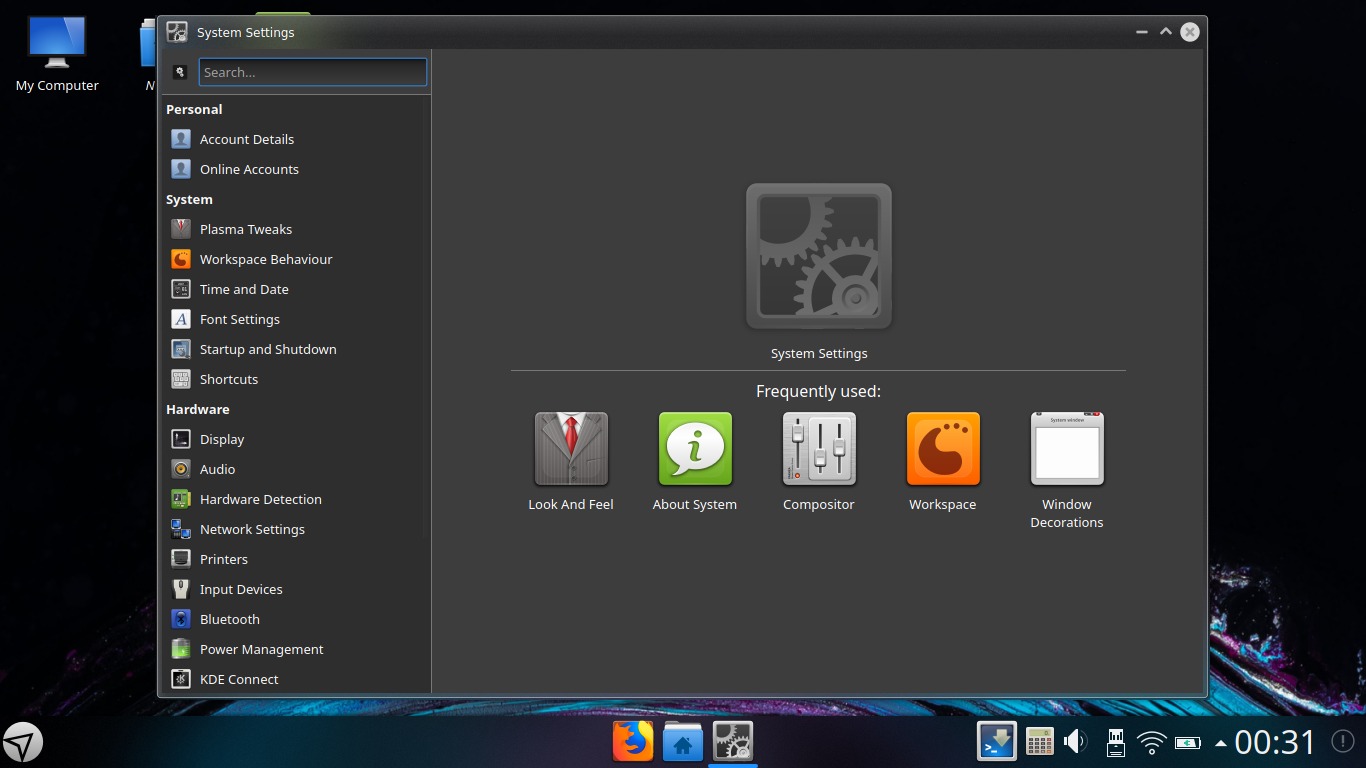 System Settings
My Computer
N
Search...
Personal
Account Details
Online Accounts
System
Plasma Tweaks
Workspace Behaviour
Time and Date
Font Settings
Startup and Shutdown
Shortcuts
Hardware
Display
Audio
Hardware Detection
Network Settings
Printers
Input Devices
Bluetooth
Power Management
KDE Connect
System Settings
Frequently used:
System window
Look And Feel
About System
Compositor
Workspace
Window
Decorations
00:31